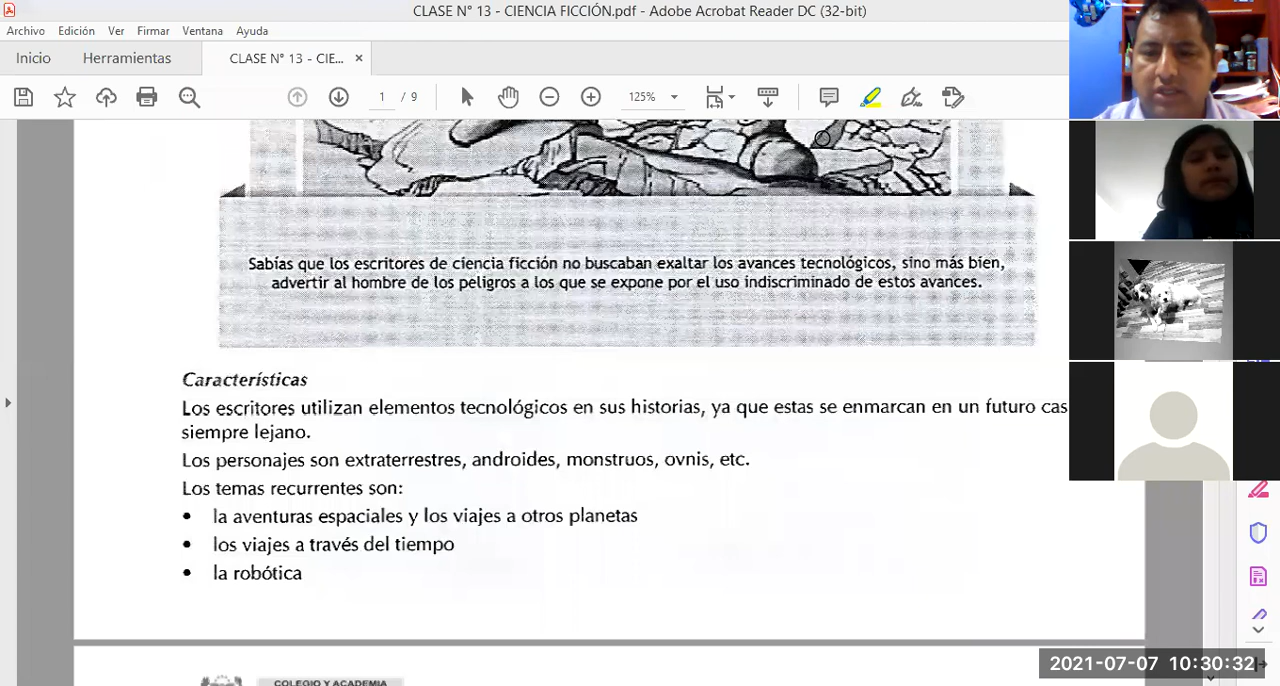 CLASE N° 13 - CIENCIA FICCIÓN.pdf - Adobe Acrobat Reader DC (32-bit)
Archivo Edición Ver Firmar Ventana Ayuda
Inicio Herramientas CLASE N° 13 - CIE... ×
1 / 9 125%
Sabías que los escritores de ciencia ficción no buscaban exaltar los avances tecnológicos, sino más bien,
advertir al hombre de los peligros a los que se expone por el uso indiscriminado de estos avances.
Características
Los escritores utilizan elementos tecnológicos en sus historias, ya que estas se enmarcan en un futuro cas
siempre lejano.
Los personajes son extraterrestres, androides, monstruos, ovnis, etc.
Los temas recurrentes son:
• la aventuras espaciales y los viajes a otros planetas
• los viajes a través del tiempo
• la robótica
COLEGIO Y ACADEMIA
2021-07-07 10:30:32